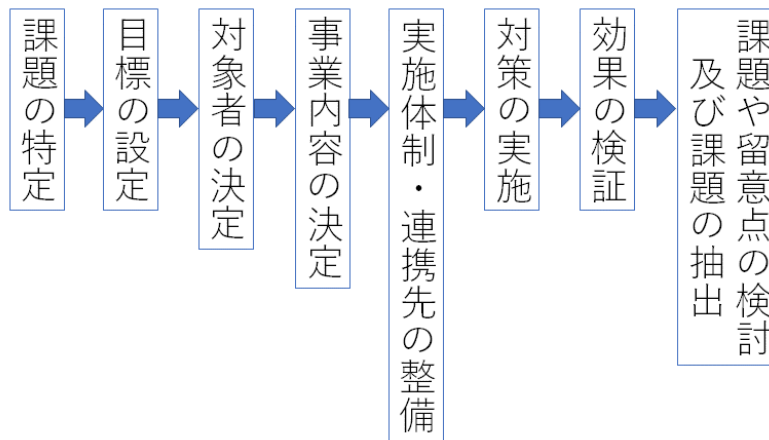 課題の特定
目標の設定
対象者の決定
事業内容の決定
実施体制・連携先の整備
対策の実施
効果の検証
課題や留意点の検討
及び課題の抽出